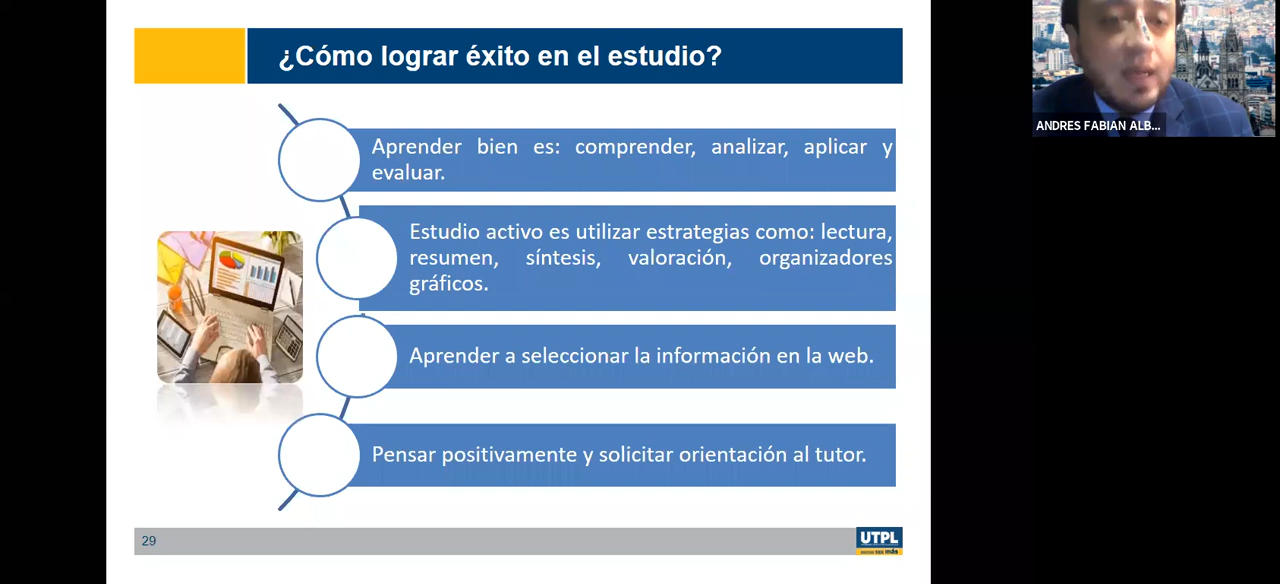 ¿Cómo lograr éxito en el estudio?
ANDRES FABIAN ALB...
Aprender bien es: comprender, analizar, aplicar y
evaluar.
Estudio activo es utilizar estrategias como: lectura,
resumen, síntesis, valoración, organizadores
gráficos.
Aprender a seleccionar la información en la web.
Pensar positivamente y solicitar orientación al tutor.
29
UTPL